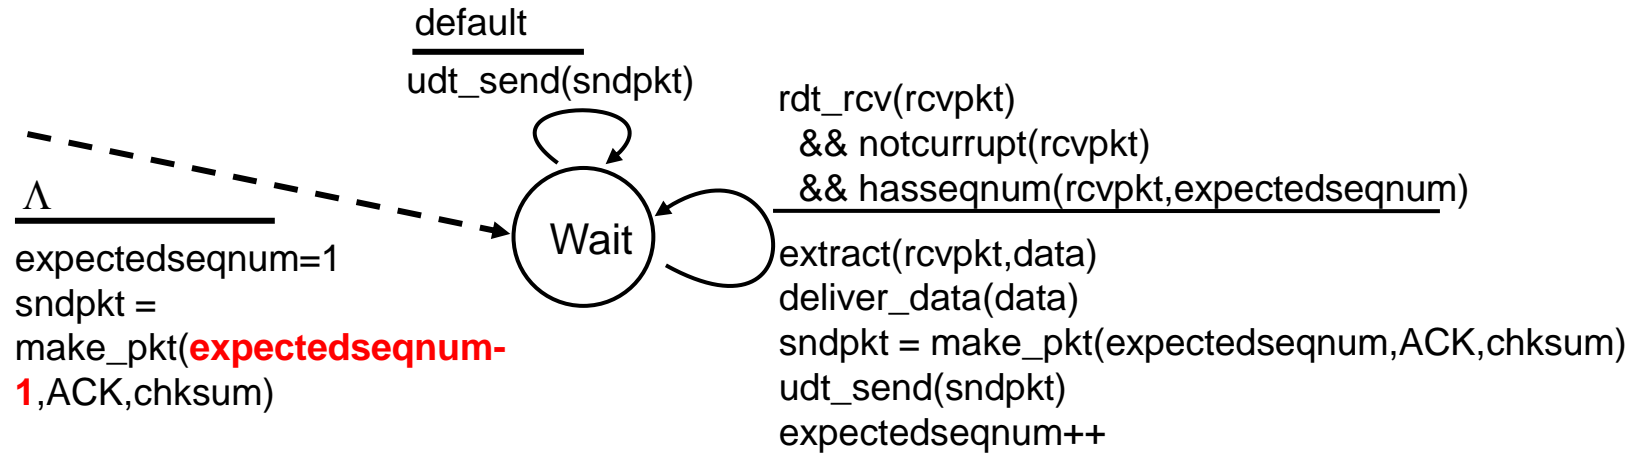 default
udt_send(sndpkt)
rdt_rcv(rcvpkt)
&& notcurrupt(rcvpkt)
&& hasseqnum(rcvpkt,expectedseqnum)
Λ
Wait
expectedseqnum=1
sndpkt =
make_pkt(expectedseqnum-
1,ACK,chksum)
extract(rcvpkt,data)
deliver_data(data)
sndpkt = make_pkt(expectedseqnum,ACK,chksum)
udt_send(sndpkt)
expectedseqnum++